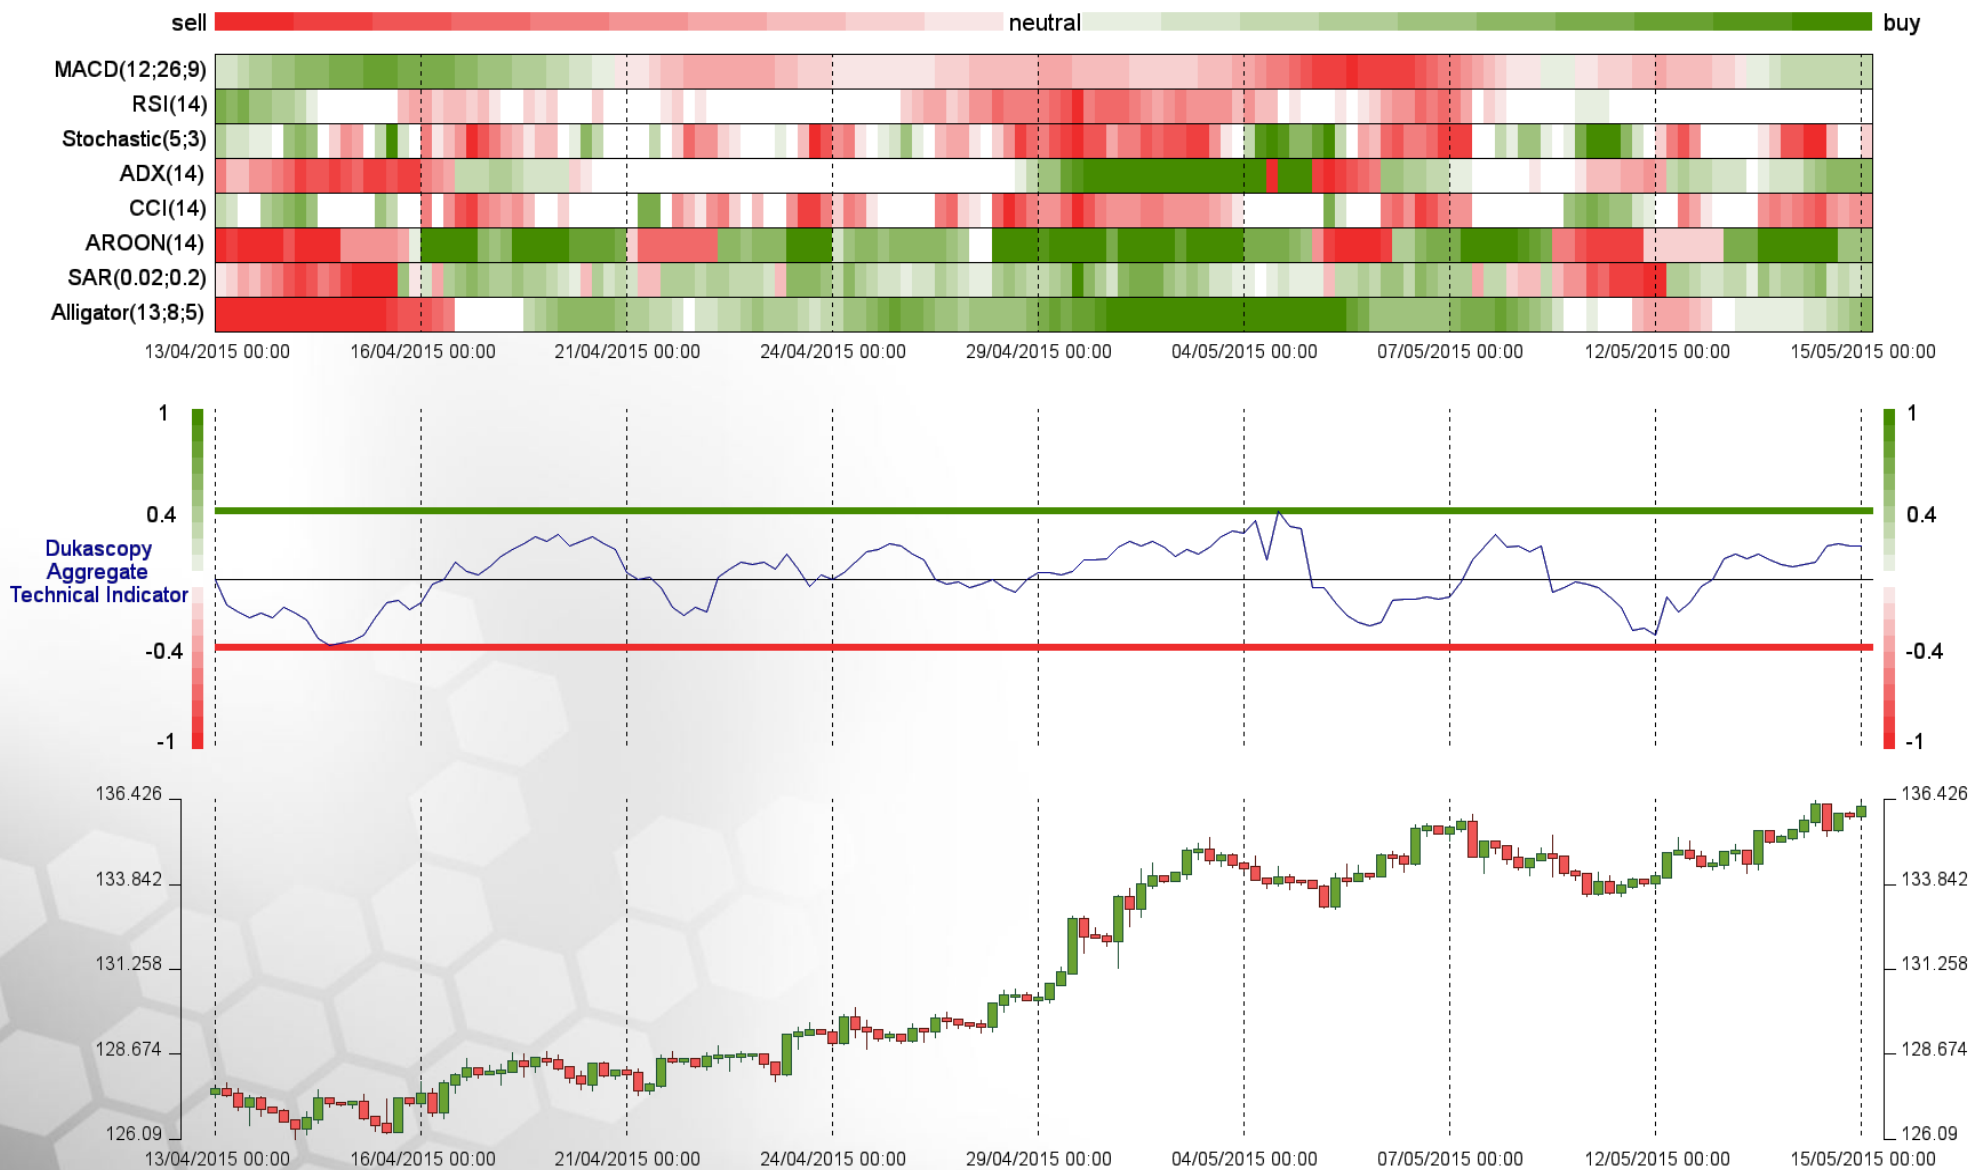 sell neutral buy
MACD(12;26;9)
RSI(14)
Stochastic(5;3)
ADX(14)
CCI(14)
AROON(14)
SAR(0.02;0.2)
Alligator(13;8;5)
13/04/2015 00:00 16/04/2015 00:00 21/04/2015 00:00 24/04/2015 00:00 29/04/2015 00:00 04/05/2015 00:00 07/05/2015 00:00 12/05/2015 00:00 15/05/2015 00:00
1 1
0.4 0.4
Dukascopy
Aggregate
Technical Indicator
-0.4 -0.4
-1 -1
136.426 136.426
133.842 133.842
131.258 131.258
128.674 128.674
126.09 126.09
13/04/2015 00:00 16/04/2015 00:00 21/04/2015 00:00 24/04/2015 00:00 29/04/2015 00:00 04/05/2015 00:00 07/05/2015 00:00 12/05/2015 00:00 15/05/2015 00:00